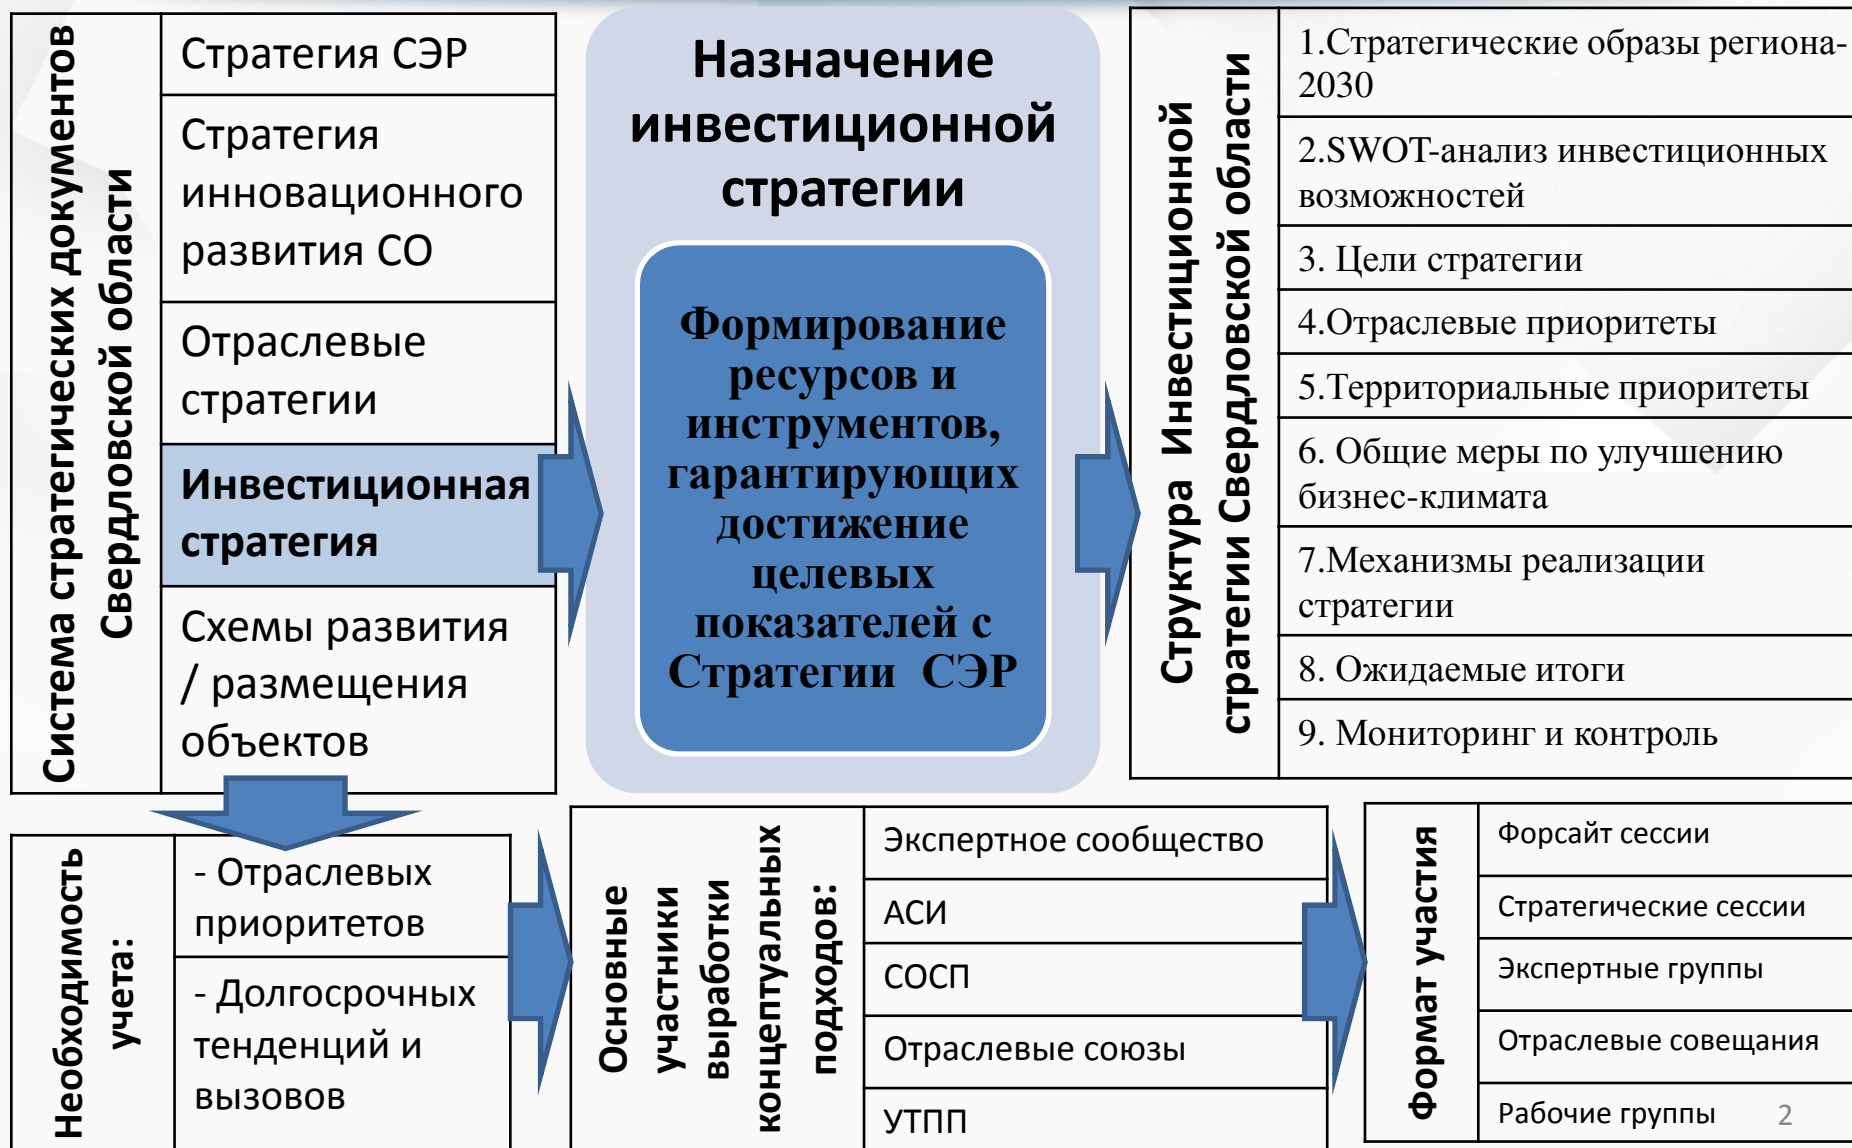 Система стратегических документов
Свердловской области
Стратегия СЭР
Стратегия
инновационного
развития СО
Отраслевые
стратегии
Инвестиционная
стратегия
Схемы развития
/ размещения
объектов
Назначение
инвестиционной
стратегии
Формирование
ресурсов и
инструментов,
гарантирующих
достижение
целевых
показателей с
Стратегии СЭР
Структура Инвестиционной
стратегии Свердловской области
1.Стратегические образы региона-
2030
2.SWOT-анализ инвестиционных
возможностей
3. Цели стратегии
4.Отраслевые приоритеты
5.Территориальные приоритеты
6. Общие меры по улучшению
бизнес-климата
7.Механизмы реализации
стратегии
8. Ожидаемые итоги
9. Мониторинг и контроль
Необходимость
учета:
- Отраслевых
приоритетов
- Долгосрочных
тенденций и
вызовов
Основные
участники
выработки
концептуальных
подходов:
Экспертное сообщество
АСИ
СОСП
Отраслевые союзы
УТПП
Формат участия
Форсайт сессии
Стратегические сессии
Экспертные группы
Отраслевые совещания
Рабочие группы
2